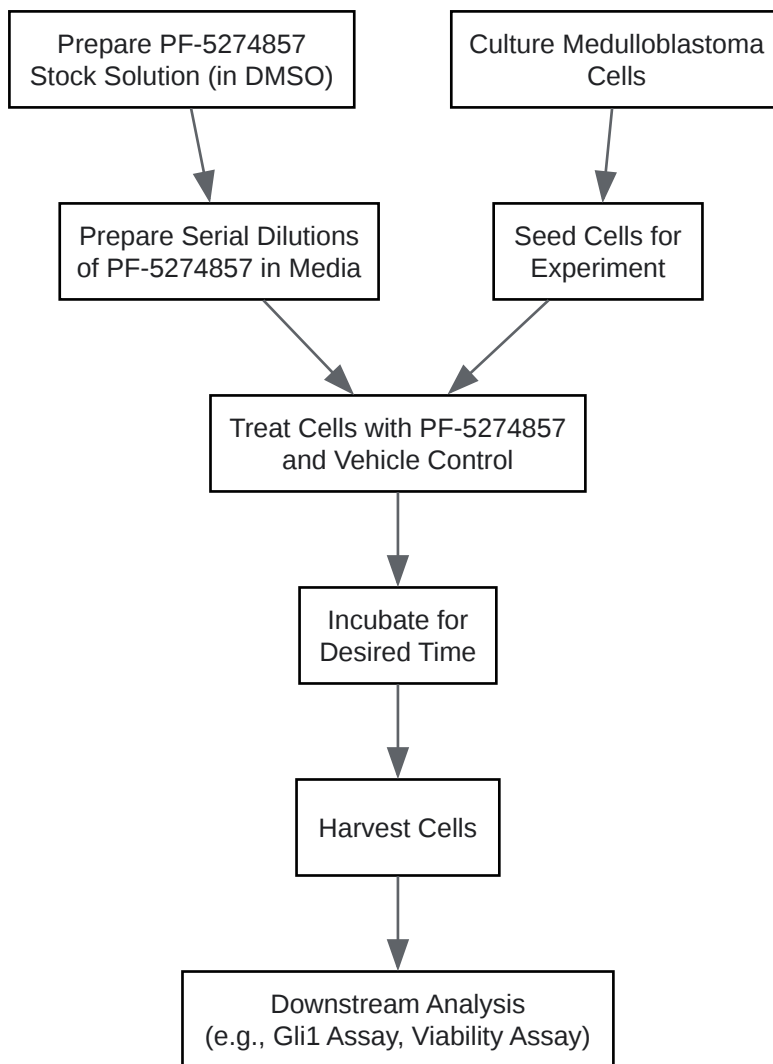 Prepare PF-5274857
Stock Solution (in DMSO)
Culture Medulloblastoma
Cells
Prepare Serial Dilutions
of PF-5274857 in Media
Seed Cells for
Experiment
Treat Cells with PF-5274857
and Vehicle Control
Incubate for
Desired Time
Harvest Cells
Downstream Analysis
(e.g., Gli1 Assay, Viability Assay)